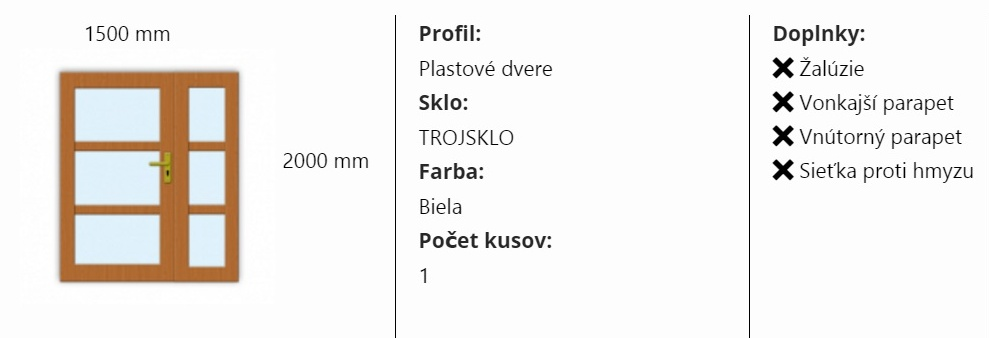 1500 mm
2000 mm
Profil:
Plastové dvere
Sklo:
TROJSKLO
Farba:
Biela
Počet kusov:
1
Doplnky:
❌ Žalúzie
❌ Vonkajší parapet
❌ Vnútorný parapet
❌ Sieťka proti hmyzu